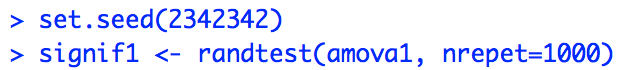 > set.seed(2342342)
> signif1 <- randtest(amova1, nrepet=1000)